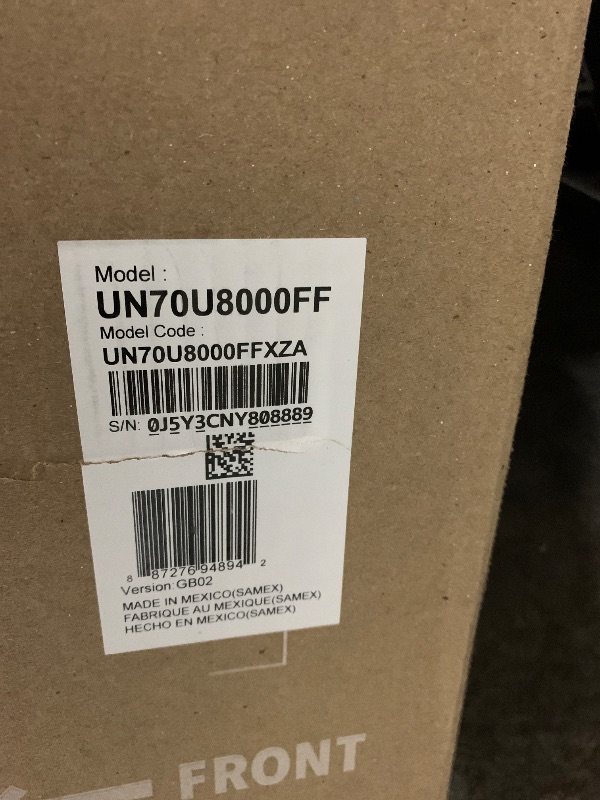 Model :
UN70U8000FF
Model Code :
UN70U8000FFXZA
S/N: 0J5Y3CNY808889
8 87276 94894 2
Version:GB02
MADE IN MEXICO(SAMEX)
FABRIQUE AU MEXIQUE(SAMEX)
HECHO EN MEXICO(SAMEX)
FRONT